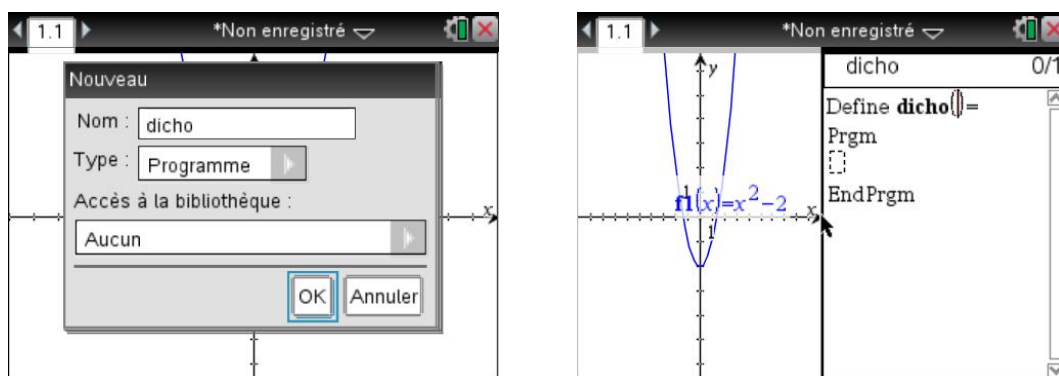 1.1 *Non enregistré
Nouveau
Nom : dicho
Type : Programme
Accès à la bibliothèque :
Aucun
OK Annuler
x
1.1 *Non enregistré
y
1
f1(x)=x²-2
x
1
dicho 0/1
Define dicho()=
Prgm
EndPrgm